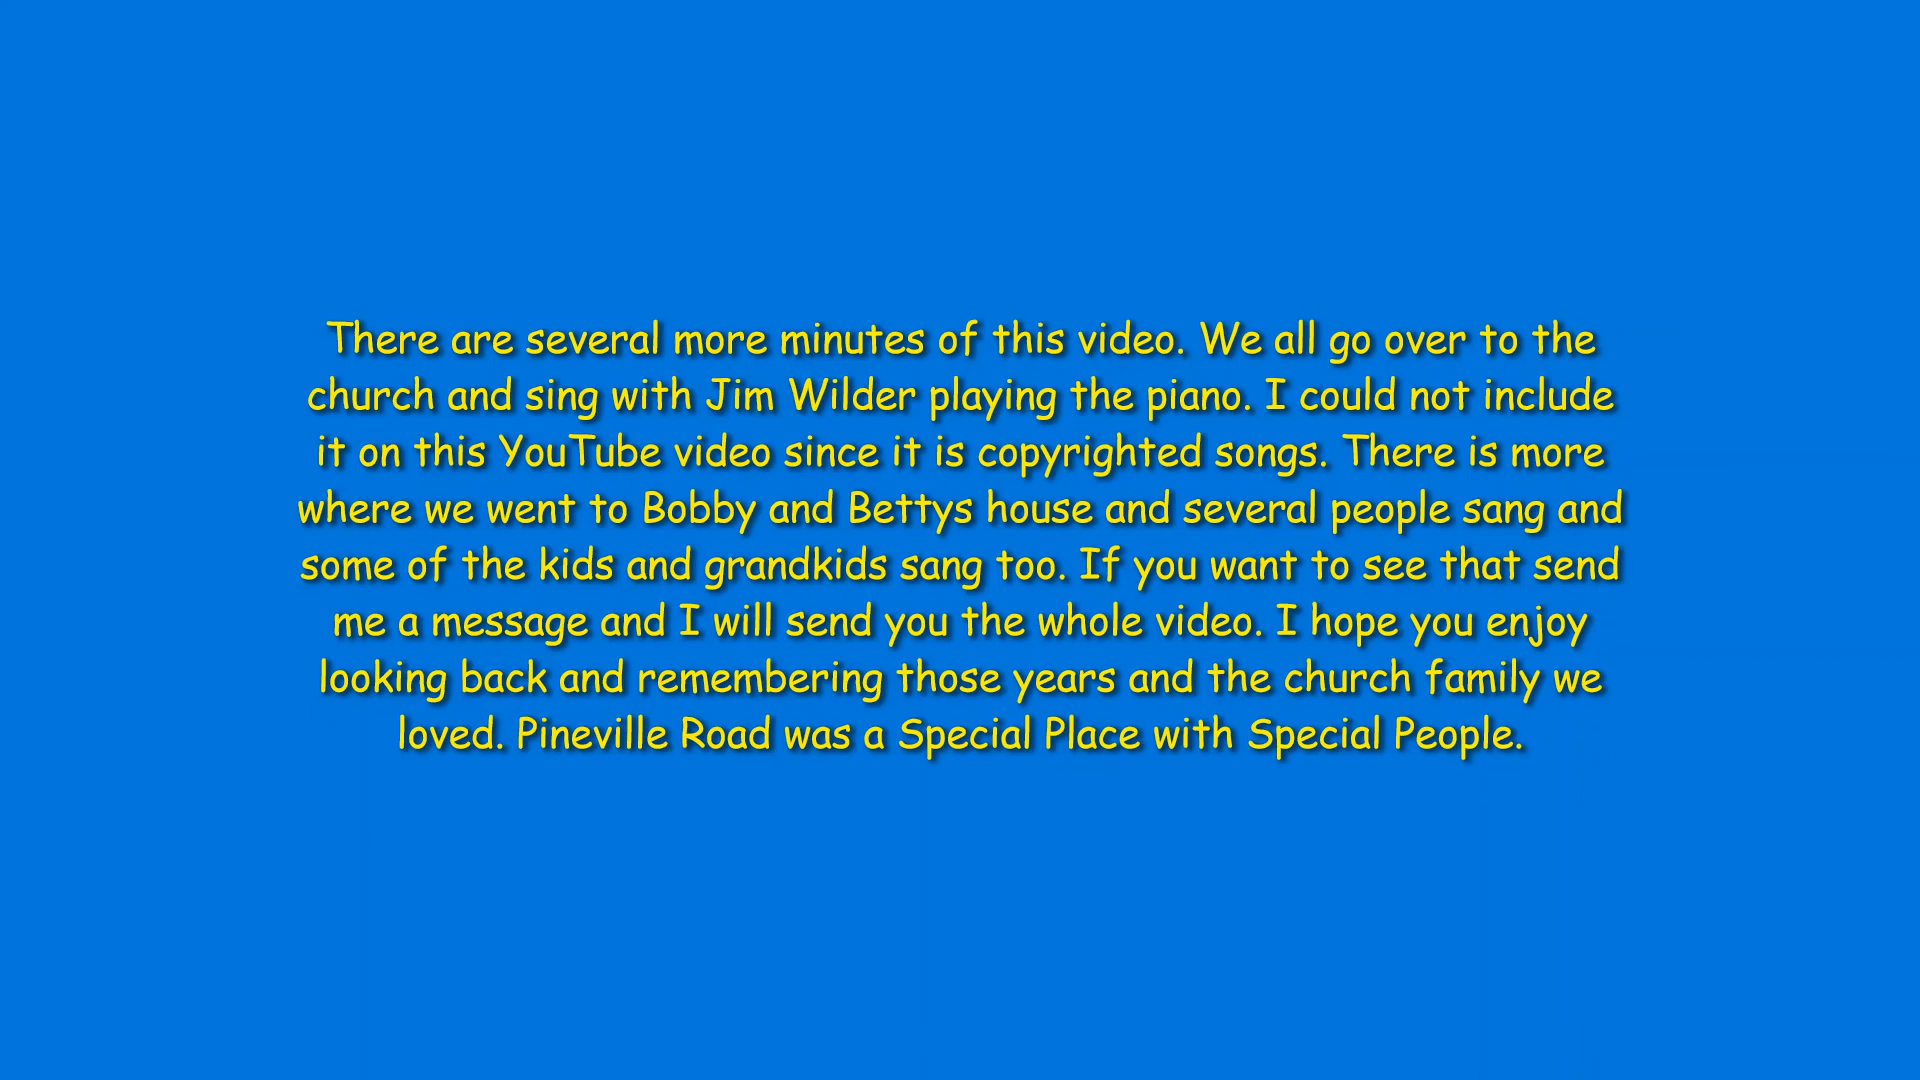 There are several more minutes of this video. We all go over to the
church and sing with Jim Wilder playing the piano. I could not include
it on this YouTube video since it is copyrighted songs. There is more
where we went to Bobby and Bettys house and several people sang and
some of the kids and grandkids sang too. If you want to see that send
me a message and I will send you the whole video. I hope you enjoy
looking back and remembering those years and the church family we
loved. Pineville Road was a Special Place with Special People.